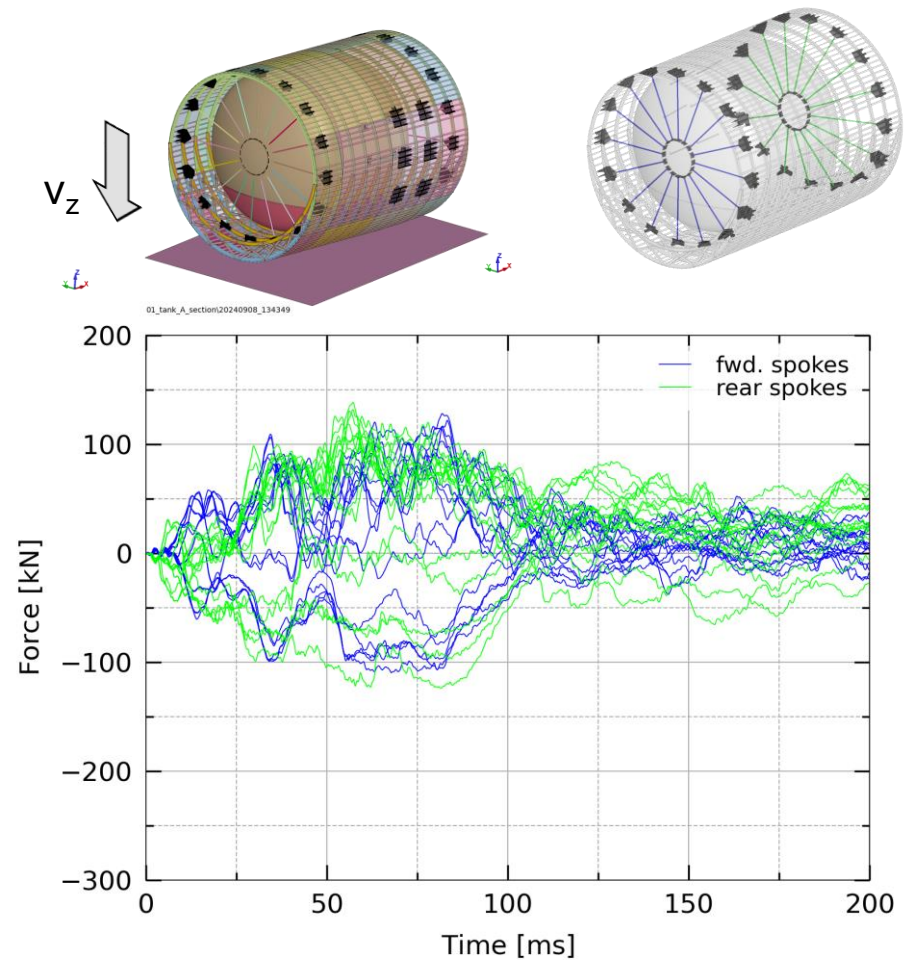 v_z
01_tank_A_section\20240908_134349
200
100
0
−100
−200
−300
Force [kN]
fwd. spokes
rear spokes
0
50
100
150
200
Time [ms]